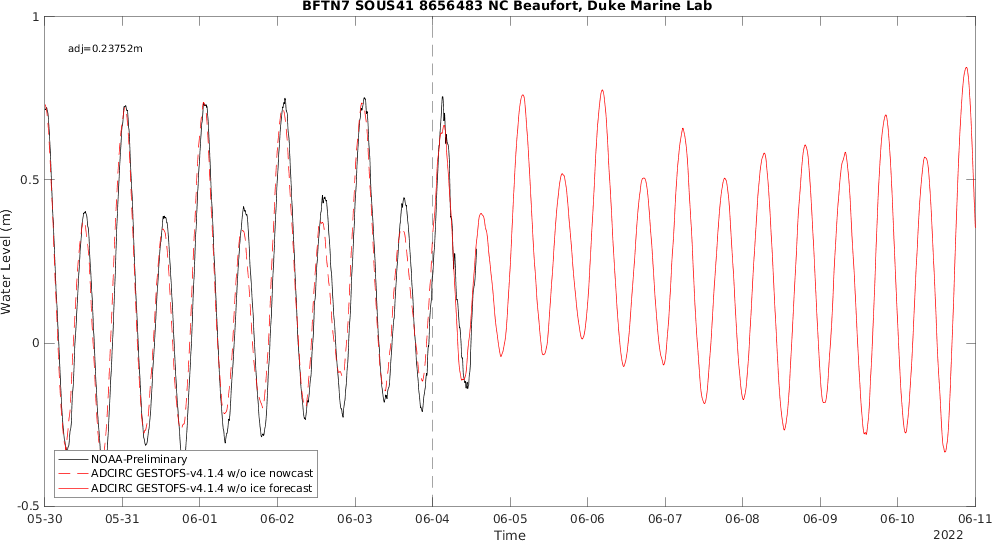 BFTN7 SOUS41 8656483 NC Beaufort, Duke Marine Lab
adj=0.23752m
1
0.5
0
-0.5
Water Level (m)
NOAA-Preliminary
ADCIRC GESTOFS-v4.1.4 w/o ice nowcast
ADCIRC GESTOFS-v4.1.4 w/o ice forecast
05-30 05-31 06-01 06-02 06-03 06-04 06-05 06-06 06-07 06-08 06-09 06-10 06-11
Time
2022